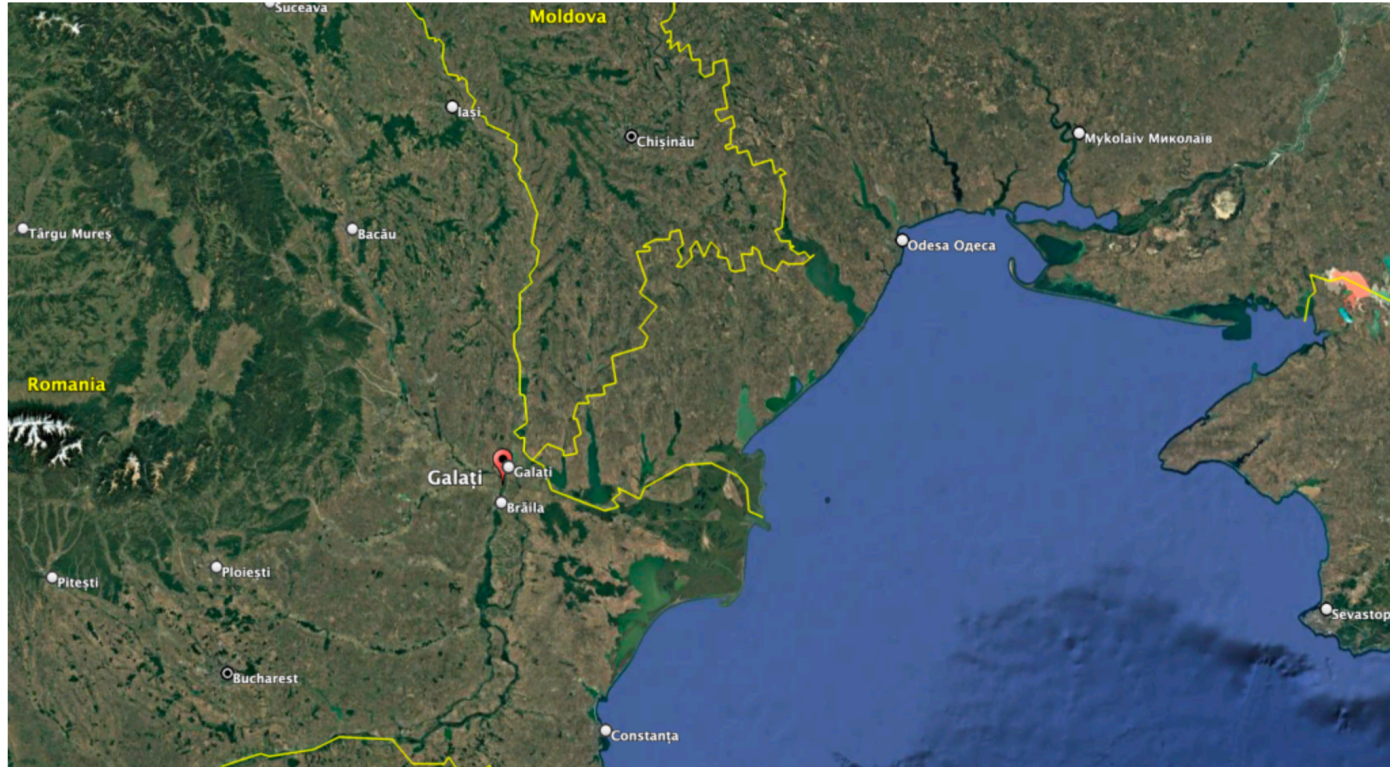 Suceava
Moldova
Iași
Chișinău
Mykolaiv Миколаїв
Târgu Mureș
Bacău
Odesa Одеса
Romania
Galați
Galați
Brăila
Ploiești
Pitești
Sevastop
Bucharest
Constanța